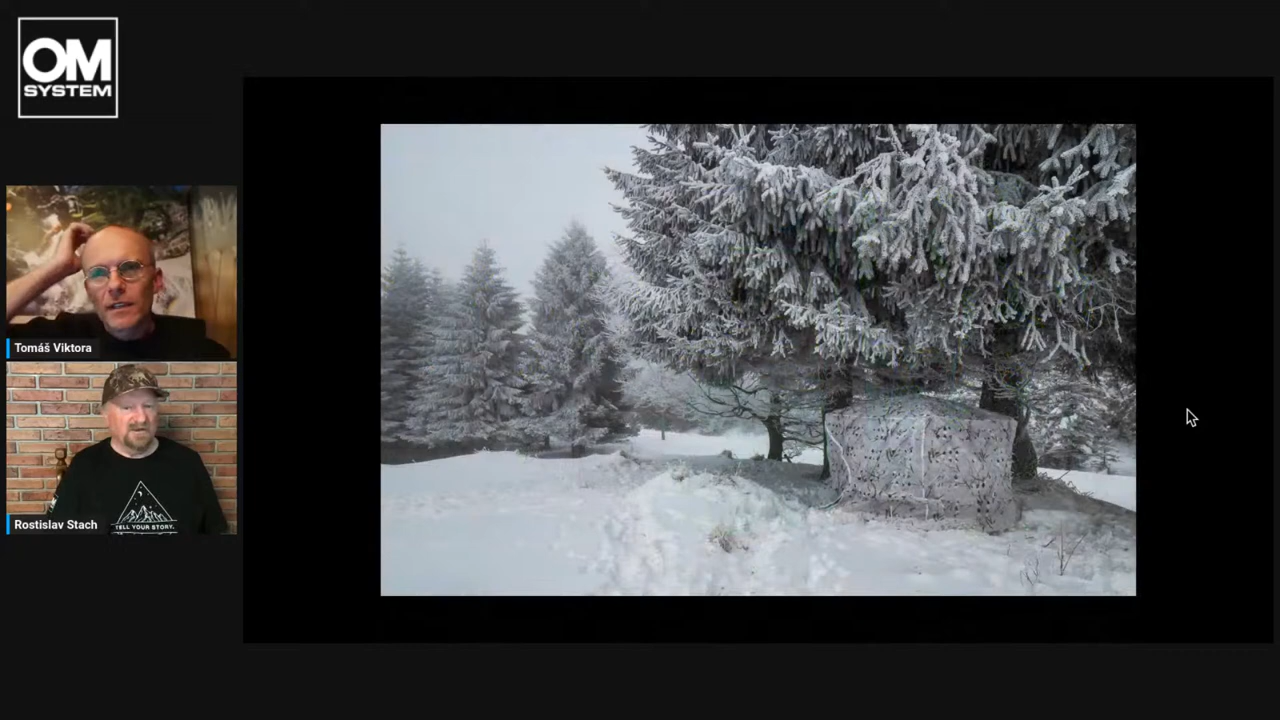 OM
SYSTEM
Tomáš Viktora
TELL YOUR STORY.
Rostislav Stach